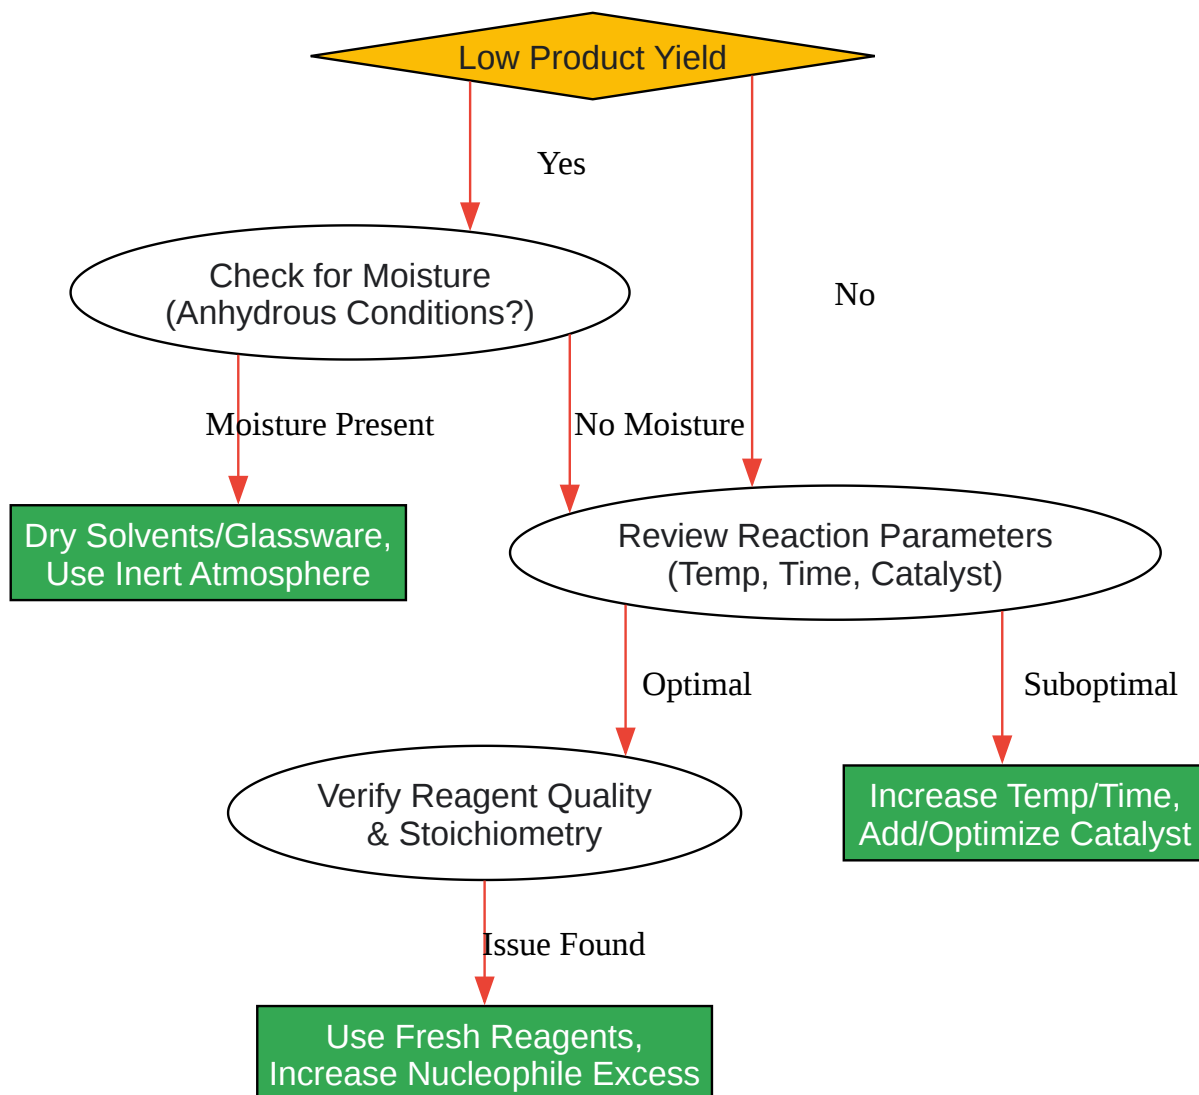 Low Product Yield
Yes
Check for Moisture
(Anhydrous Conditions?)
No
Moisture Present
No Moisture
Dry Solvents/Glassware,
Use Inert Atmosphere
Review Reaction Parameters
(Temp, Time, Catalyst)
Optimal
Suboptimal
Verify Reagent Quality
& Stoichiometry
Increase Temp/Time,
Add/Optimize Catalyst
Issue Found
Use Fresh Reagents,
Increase Nucleophile Excess